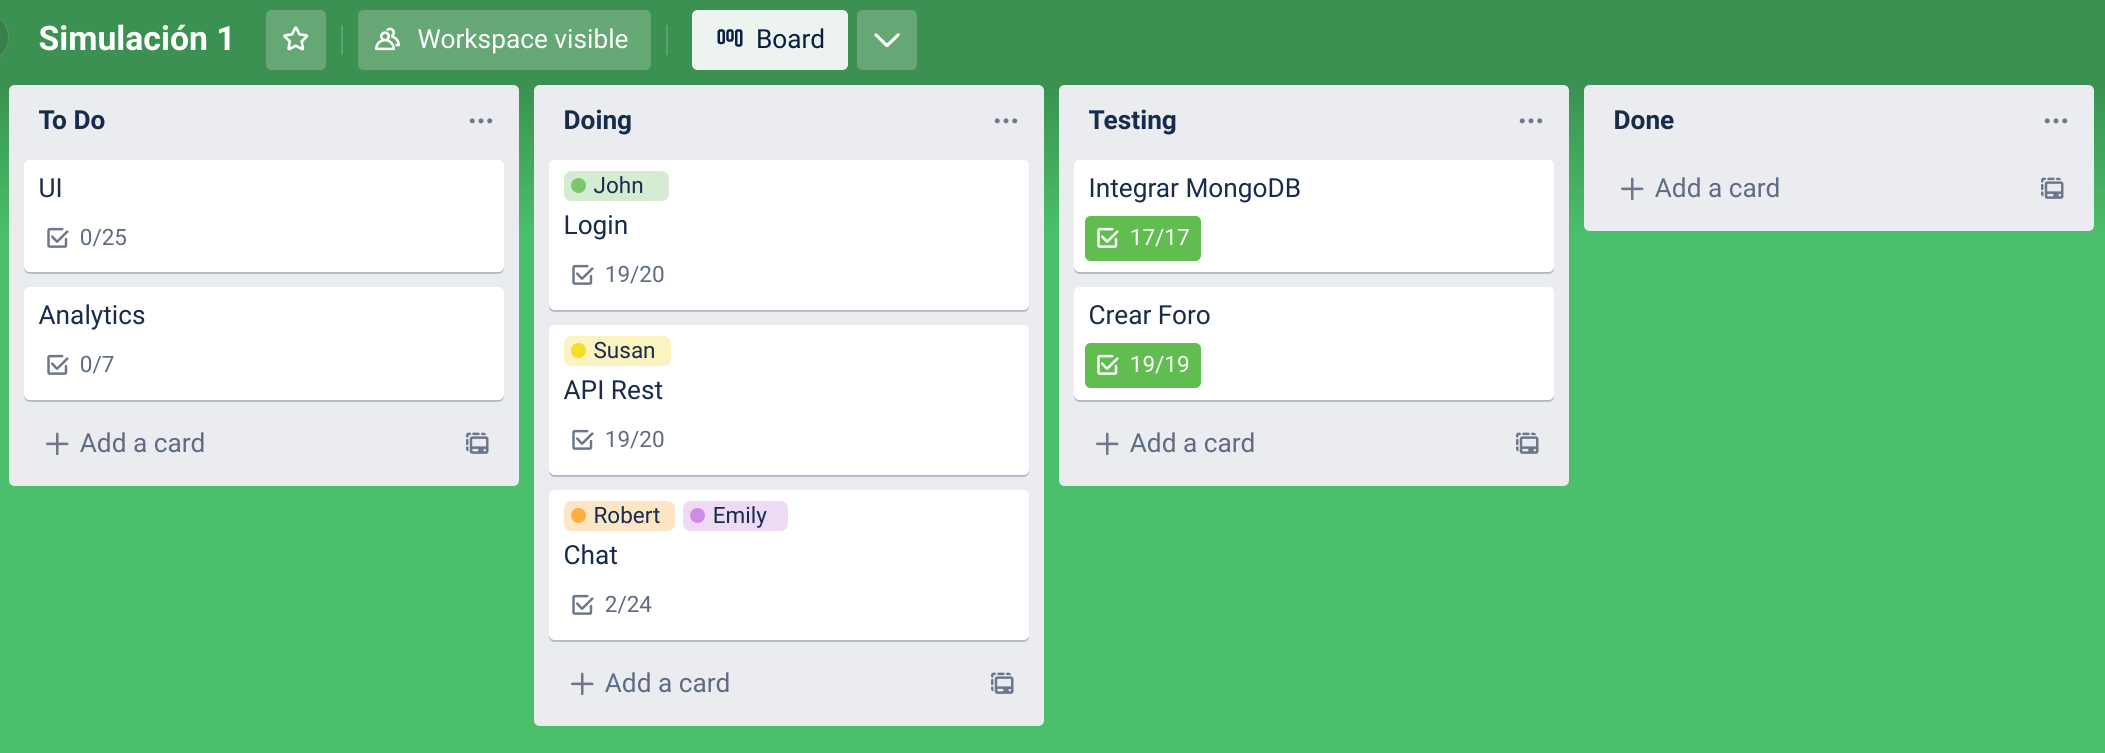 Simulación 1
Workspace visible
Board
To Do
UI
0/25
Analytics
0/7
Add a card
Doing
John
Login
19/20
Susan
API Rest
19/20
Robert Emily
Chat
2/24
Add a card
Testing
Integrar MongoDB
17/17
Crear Foro
19/19
Add a card
Done
Add a card